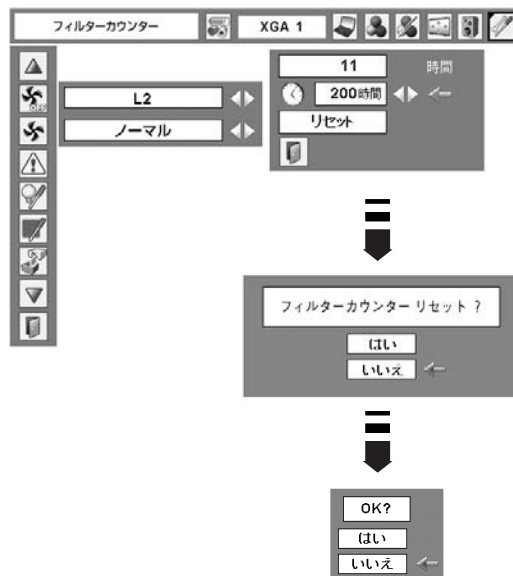 フィルターカウンター
XGA 1
11 時間
200時間
L2
ノーマル
リセット
フィルターカウンター リセット ?
はい
いいえ
OK?
はい
いいえ